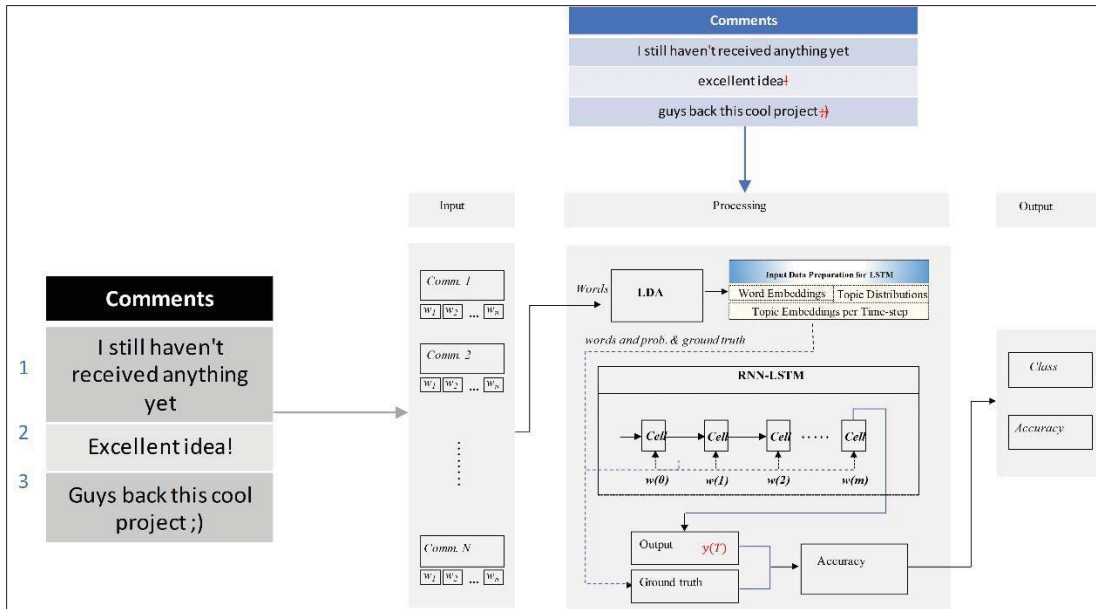 Comments
I still haven't received anything yet
excellent idea!
guys back this cool project ;)
Input
Processing
Output
Comments
1
I still haven't
received anything
yet
2
Excellent idea!
3
Guys back this cool
project ;)
Comm. 1
w1 w2 ... wn
Comm. 2
w1 w2 ... wn
Comm. N
w1 w2 ... wn
Words
LDA
Input Data Preparation for LSTM
Word Embeddings
Topic Distributions
Topic Embeddings per Time-step
words and prob. & ground truth
RNN-LSTM
Cell Cell Cell ..... Cell
w(0) w(1) w(2) w(m)
Output y(T)
Ground truth
Accuracy
Class
Accuracy